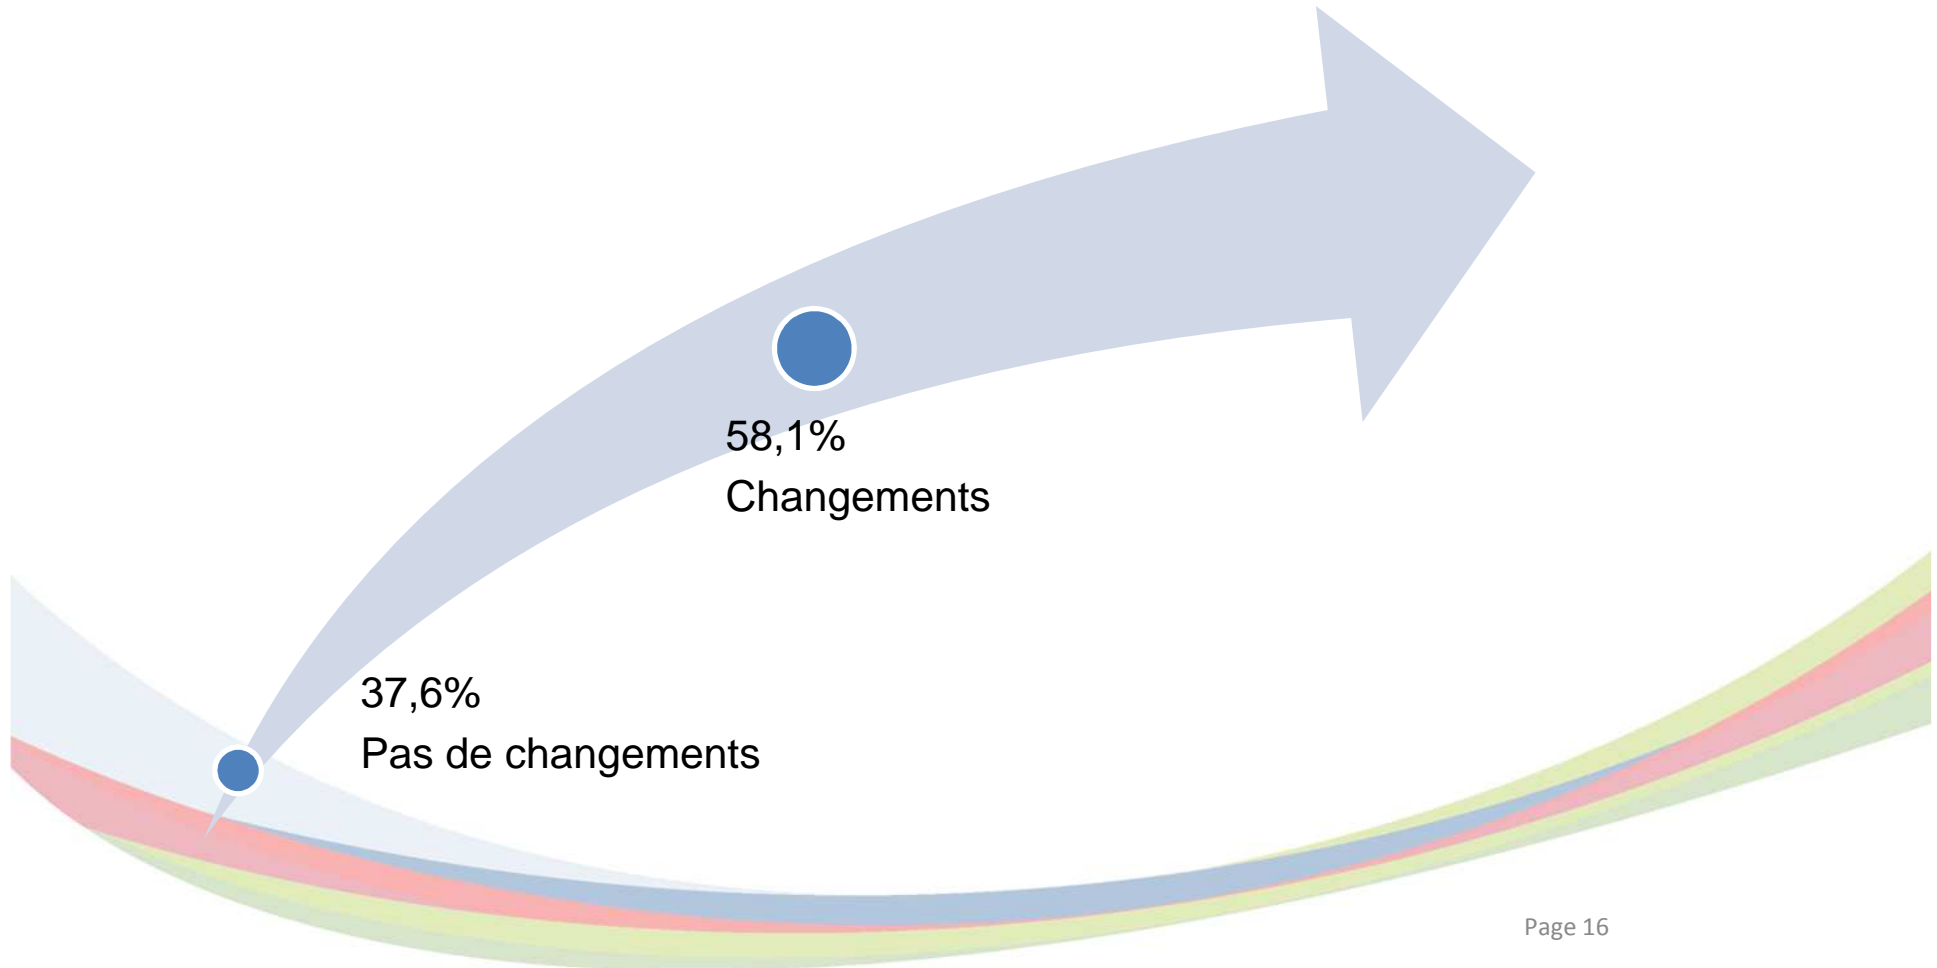 58,1%
Changements
37,6%
Pas de changements
Page 16